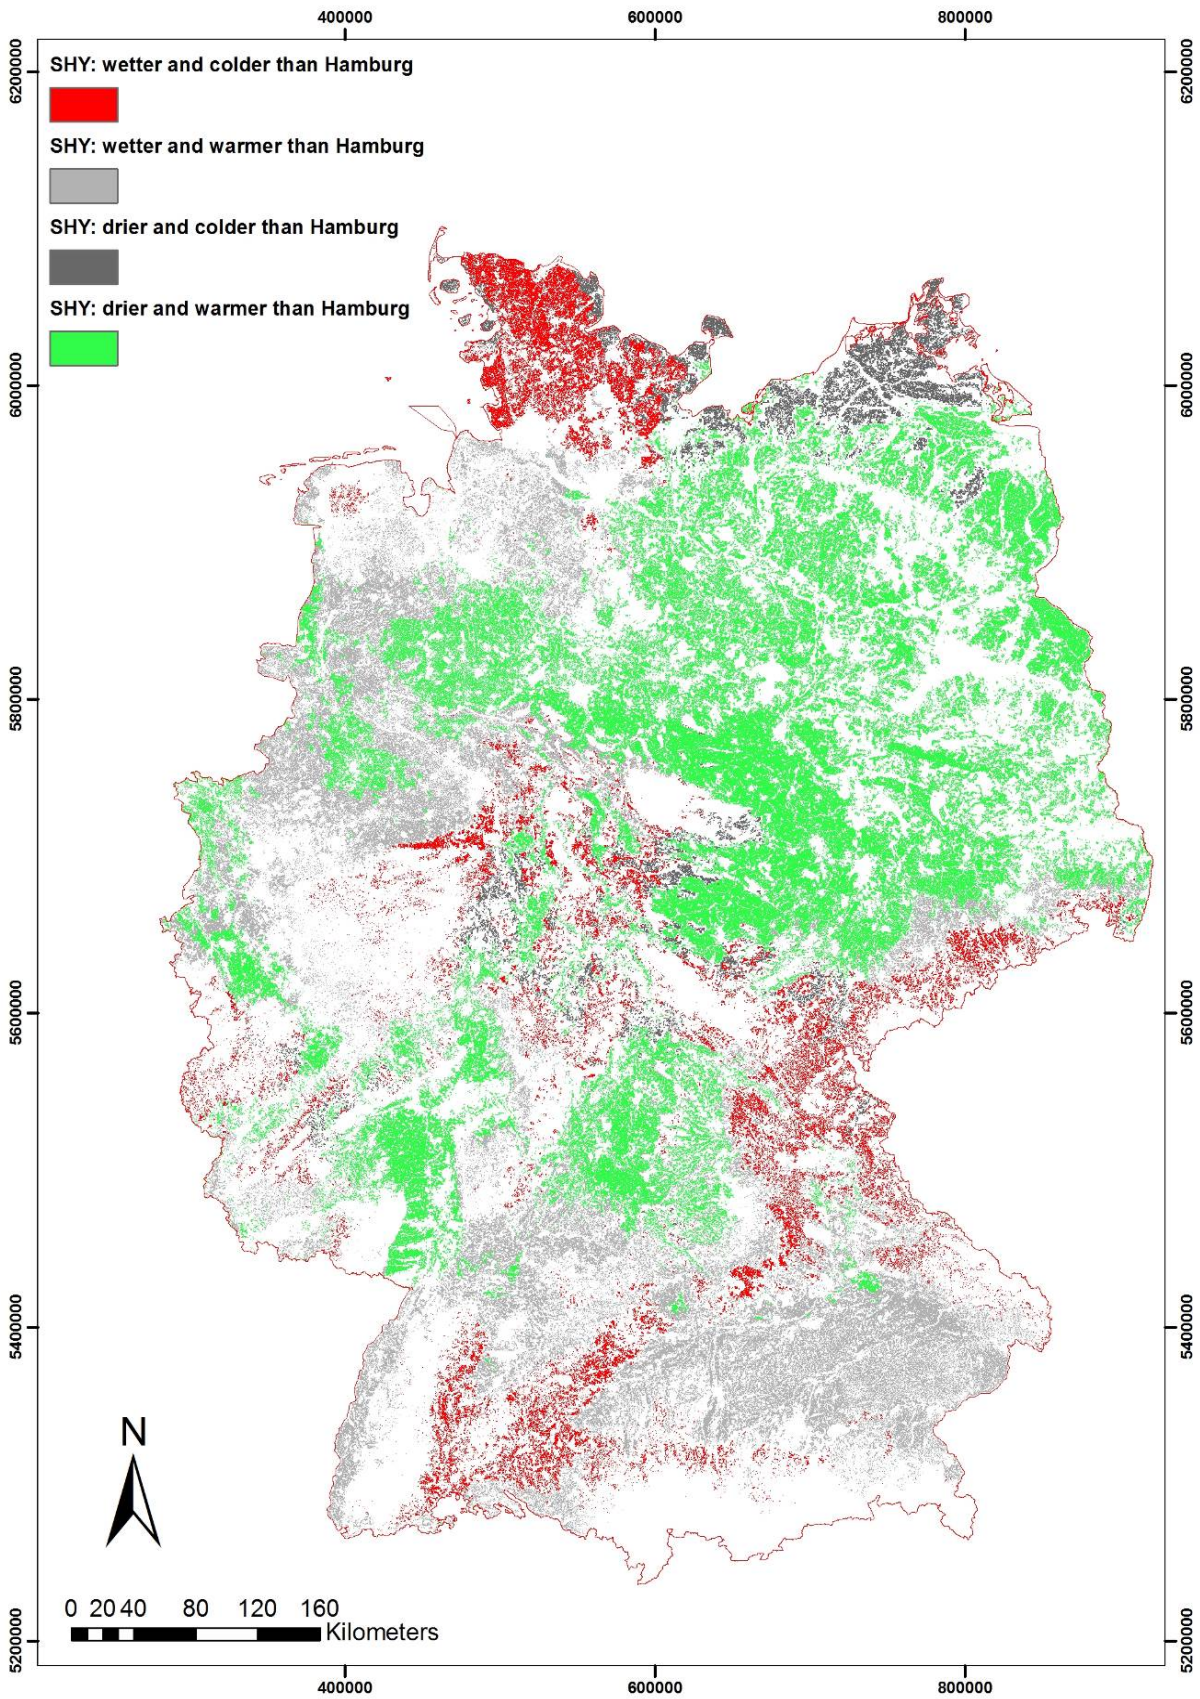 400000 600000 800000
SHY: wetter and colder than Hamburg
SHY: wetter and warmer than Hamburg
SHY: drier and colder than Hamburg
SHY: drier and warmer than Hamburg
6200000 6200000
6000000 6000000
5800000 5800000
5600000 5600000
5400000 5400000
N
0 20 40 80 120 160
Kilometers
5200000 5200000
400000 600000 800000